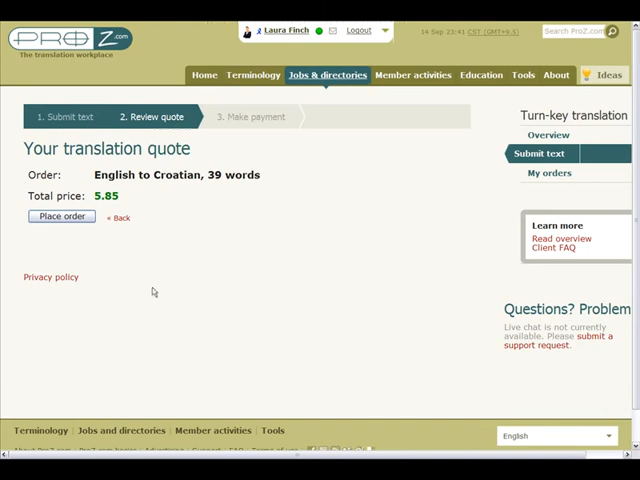 PROZ.com
The translation workplace
Laura Finch
Logout
14 Sep 23:41 CST (GMT+9.5)
Search ProZ.com
Home
Terminology
Jobs & directories
Member activities
Education
Tools
About
Ideas
1. Submit text
2. Review quote
3. Make payment
Your translation quote
Order: English to Croatian, 39 words
Total price: 5.85
Place order
« Back
Privacy policy
Turn-key translation
Overview
Submit text
My orders
Learn more
Read overview
Client FAQ
Questions? Problem
Live chat is not currently
available. Please submit a
support request.
Terminology
Jobs and directories
Member activities
Tools
English